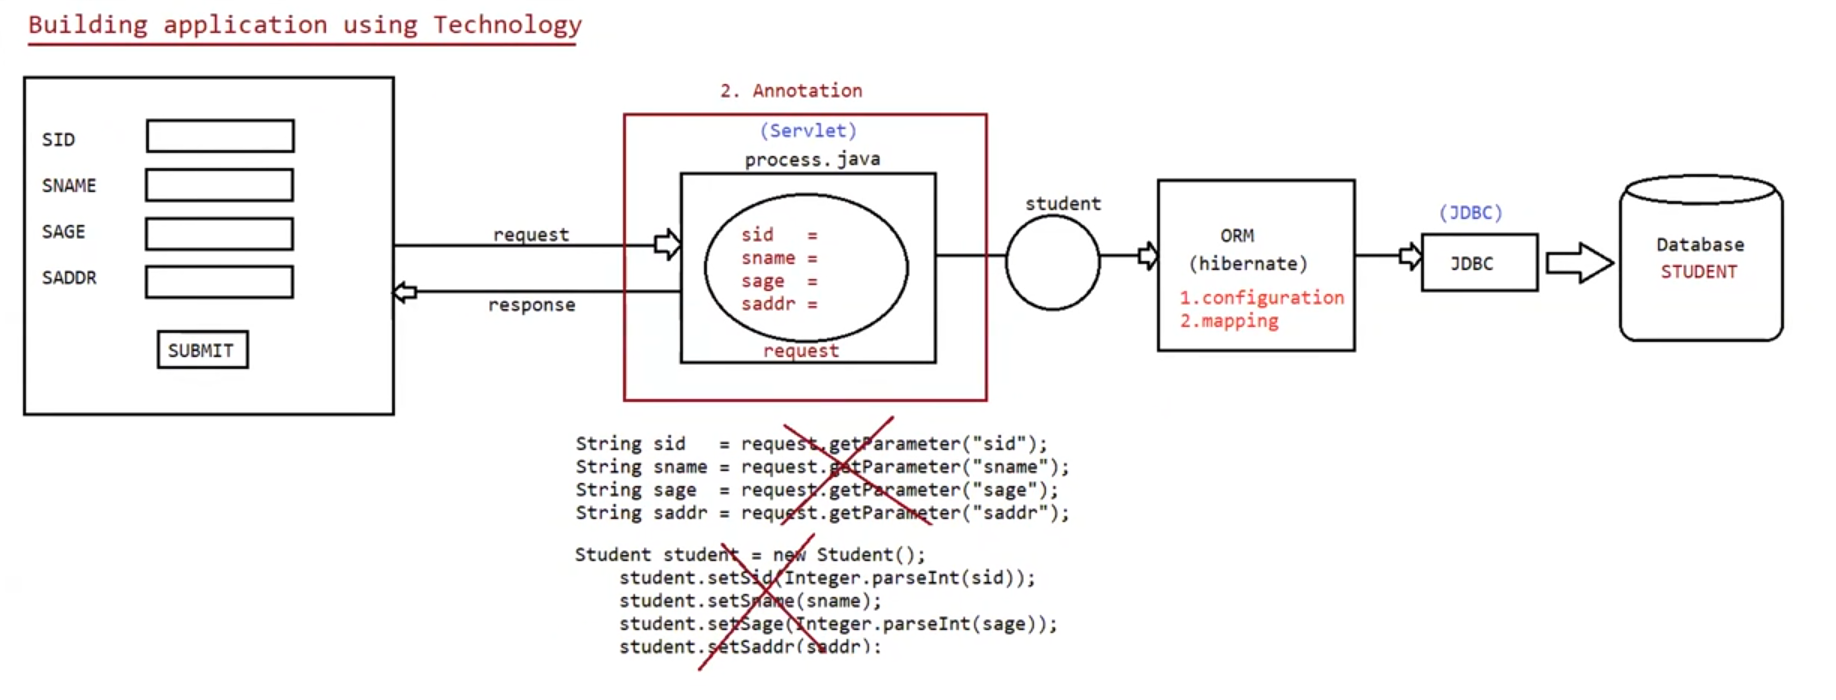 Building application using Technology
SID
SNAME
SAGE
SADDR
SUBMIT
request
response
2. Annotation
(Servlet)
process.java
sid   =
sname =
sage  =
saddr =
request
student
ORM
(hibernate)
1.configuration
2.mapping
(JDBC)
JDBC
Database
STUDENT
String sid   = request.getParameter("sid");
String sname = request.getParameter("sname");
String sage  = request.getParameter("sage");
String saddr = request.getParameter("saddr");
Student student = new Student();
student.setSid(Integer.parseInt(sid));
student.setSname(sname);
student.setSage(Integer.parseInt(sage));
student.setSaddr(saddr):